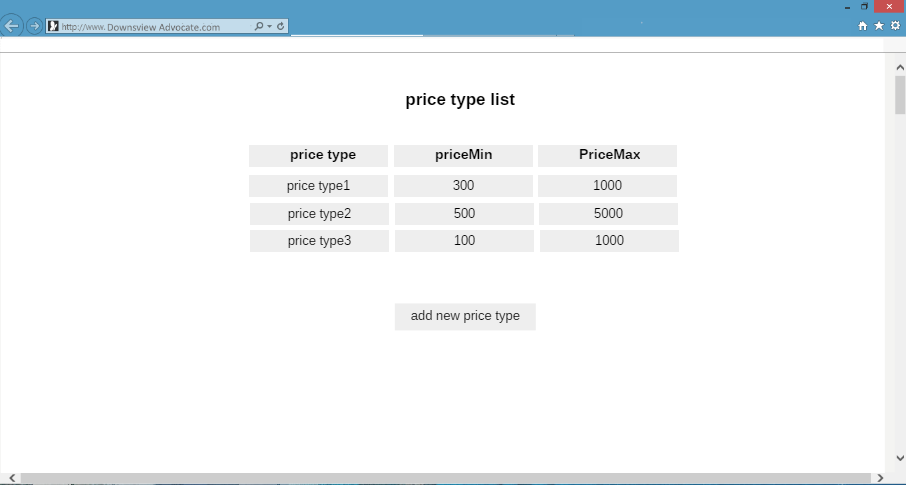 http://www. Downsview Advocate.com
price type list
price type priceMin PriceMax
price type1 300 1000
price type2 500 5000
price type3 100 1000
add new price type